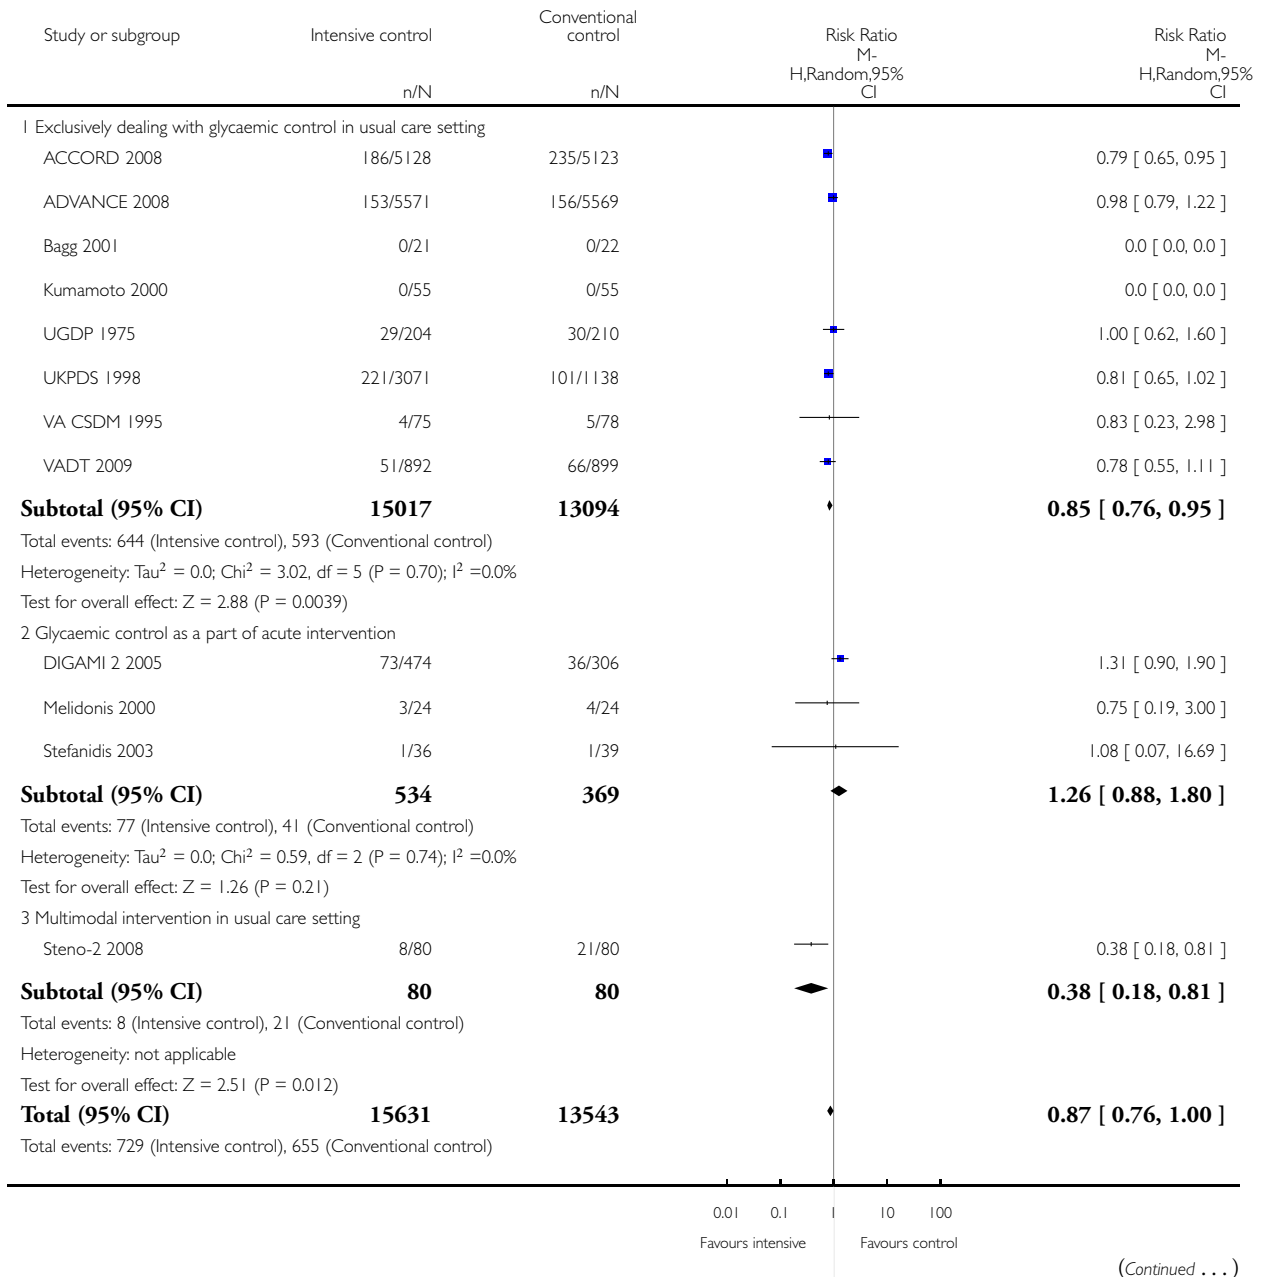 Study or subgroup Intensive control Conventional control Risk Ratio Risk Ratio
M-H,Random,95% CI M-H,Random,95% CI
n/N n/N
1 Exclusively dealing with glycaemic control in usual care setting
ACCORD 2008 186/5128 235/5123 0.79 [ 0.65, 0.95 ]
ADVANCE 2008 153/5571 156/5569 0.98 [ 0.79, 1.22 ]
Bagg 2001 0/21 0/22 0.0 [ 0.0, 0.0 ]
Kumamoto 2000 0/55 0/55 0.0 [ 0.0, 0.0 ]
UGDP 1975 29/204 30/210 1.00 [ 0.62, 1.60 ]
UKPDS 1998 221/3071 101/1138 0.81 [ 0.65, 1.02 ]
VA CSDM 1995 4/75 5/78 0.83 [ 0.23, 2.98 ]
VADT 2009 51/892 66/899 0.78 [ 0.55, 1.11 ]
Subtotal (95% CI) 15017 13094 0.85 [ 0.76, 0.95 ]
Total events: 644 (Intensive control), 593 (Conventional control)
Heterogeneity: Tau² = 0.0; Chi² = 3.02, df = 5 (P = 0.70); I² =0.0%
Test for overall effect: Z = 2.88 (P = 0.0039)
2 Glycaemic control as a part of acute intervention
DIGAMI 2 2005 73/474 36/306 1.31 [ 0.90, 1.90 ]
Melidonis 2000 3/24 4/24 0.75 [ 0.19, 3.00 ]
Stefanidis 2003 1/36 1/39 1.08 [ 0.07, 16.69 ]
Subtotal (95% CI) 534 369 1.26 [ 0.88, 1.80 ]
Total events: 77 (Intensive control), 41 (Conventional control)
Heterogeneity: Tau² = 0.0; Chi² = 0.59, df = 2 (P = 0.74); I² =0.0%
Test for overall effect: Z = 1.26 (P = 0.21)
3 Multimodal intervention in usual care setting
Steno-2 2008 8/80 21/80 0.38 [ 0.18, 0.81 ]
Subtotal (95% CI) 80 80 0.38 [ 0.18, 0.81 ]
Total events: 8 (Intensive control), 21 (Conventional control)
Heterogeneity: not applicable
Test for overall effect: Z = 2.51 (P = 0.012)
Total (95% CI) 15631 13543 0.87 [ 0.76, 1.00 ]
Total events: 729 (Intensive control), 655 (Conventional control)
0.01 0.1 1 10 100
Favours intensive Favours control
(Continued . . . )